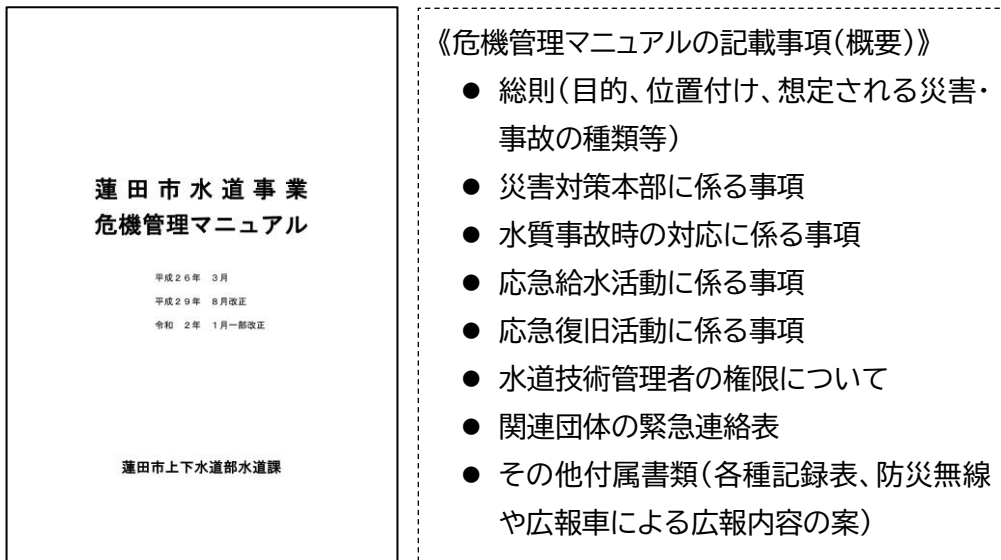 蓮田市水道事業
危機管理マニュアル
平成26年 3月
平成29年 8月改正
令和 2年 1月一部改正
蓮田市上下水道部水道課
《危機管理マニュアルの記載事項(概要)》
● 総則(目的、位置付け、想定される災害・
事故の種類等)
● 災害対策本部に係る事項
● 水質事故時の対応に係る事項
● 応急給水活動に係る事項
● 応急復旧活動に係る事項
● 水道技術管理者の権限について
● 関連団体の緊急連絡表
● その他付属書類(各種記録表、防災無線
や広報車による広報内容の案)